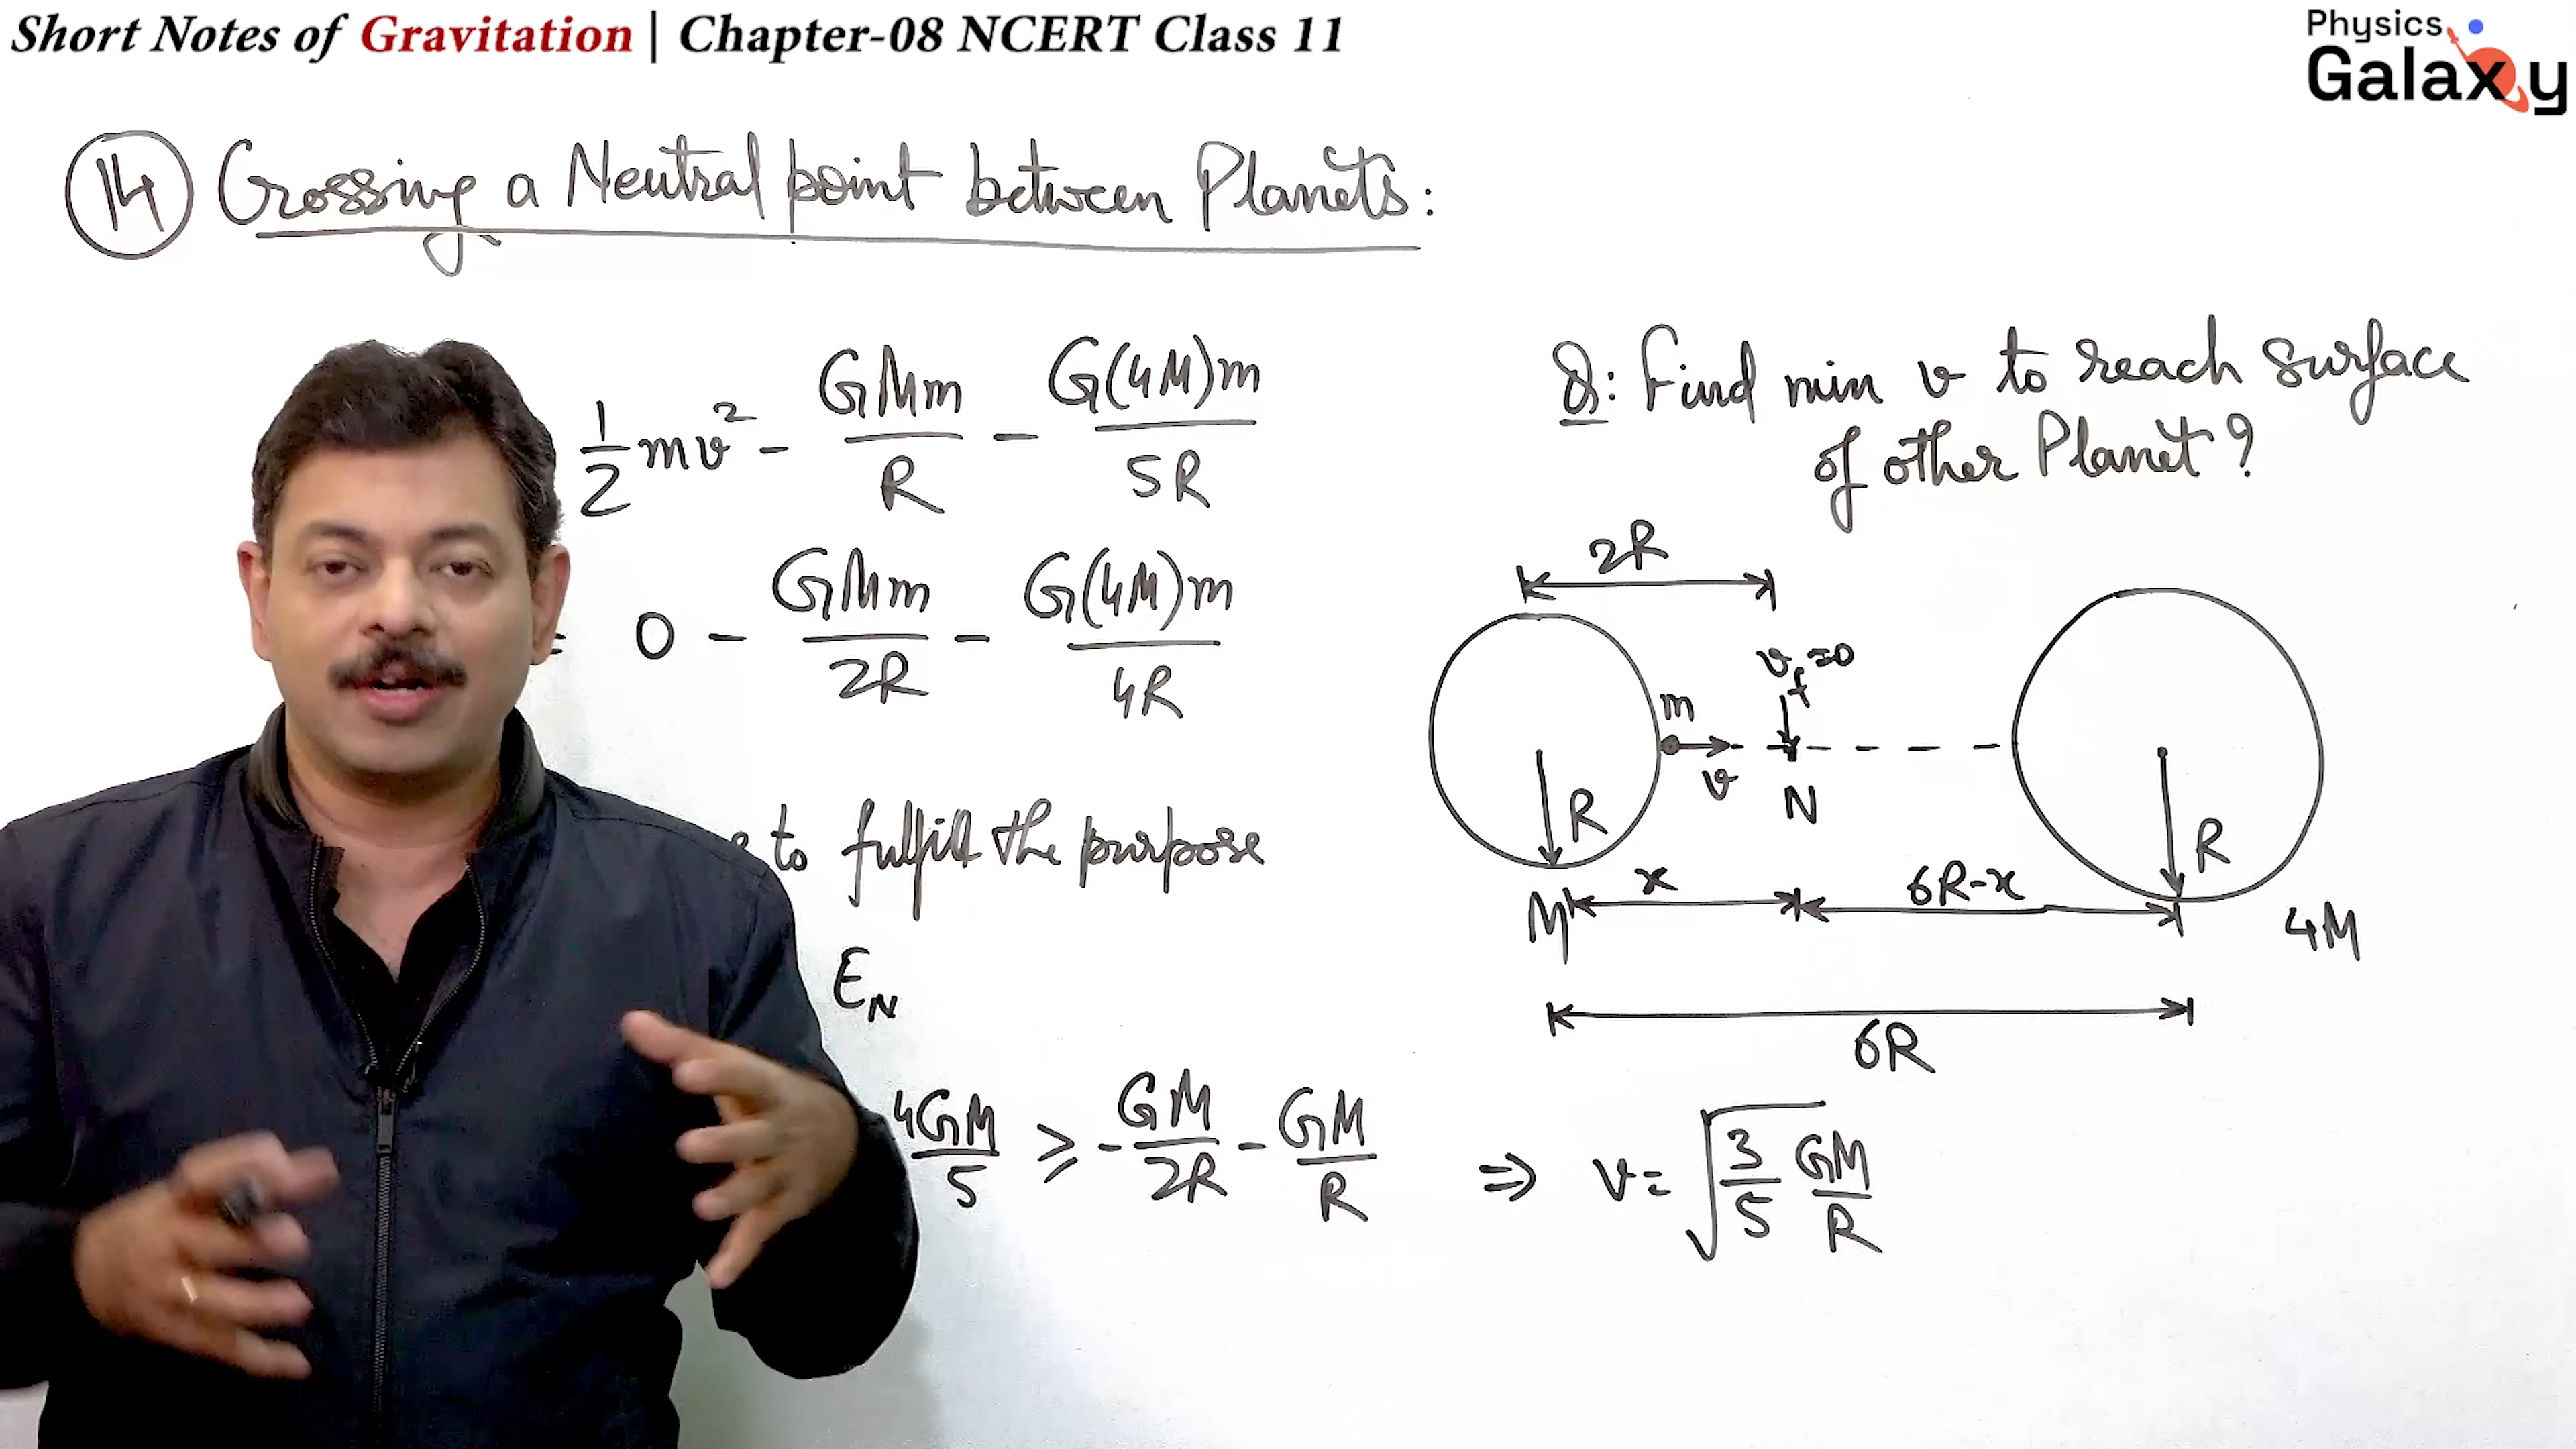 Short Notes of Gravitation | Chapter-08 NCERT Class 11
Physics
Galaxy
14 Crossing a Neutral point between Planets:
1/2 mv² - GMm/R - G(4M)m/5R
= 0 - GMm/2R - G(4M)m/4R
to fulfill the purpose
E_N
4GM/5 ≥ -GM/2R - GM/R ⇒ v = √(3/5 GM/R)
Q: Find min v to reach surface
of other Planet?
2R
v_f = 0
m
v
N
R
R
x
6R-x
M
4M
6R